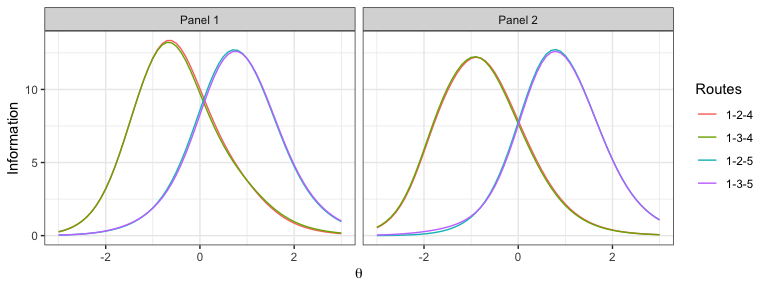 Panel 1
Panel 2
Information
10
5
0
-2
0
2
-2
0
2
θ
Routes
1-2-4
1-3-4
1-2-5
1-3-5